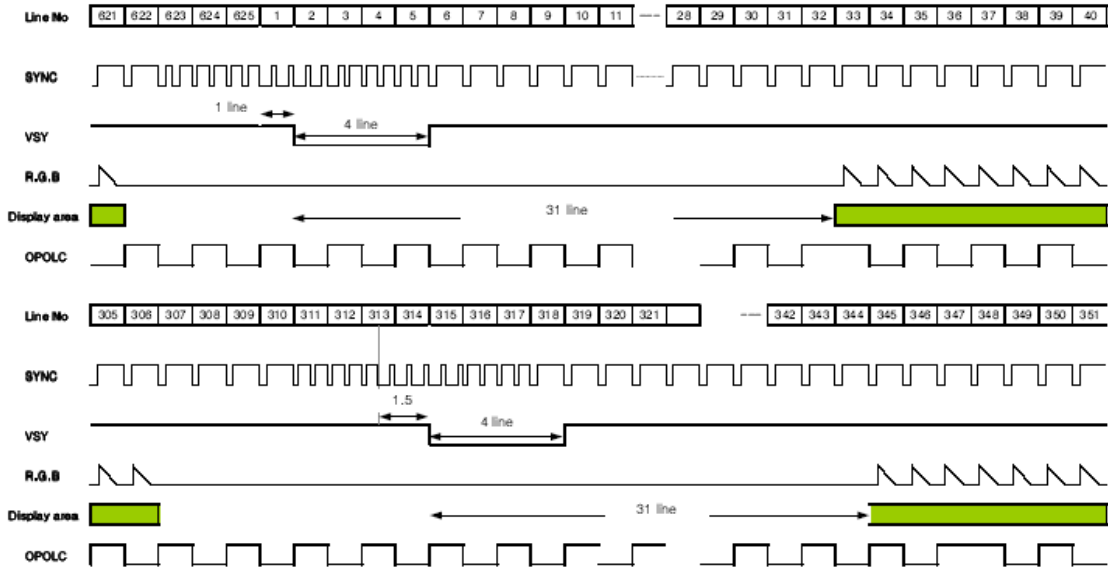 Line No 621 622 623 624 625 1 2 3 4 5 6 7 8 9 10 11 28 29 30 31 32 33 34 35 36 37 38 39 40
SYNC
1 line
4 line
VSY
R.G.B
31 line
Display area
OPOLC
Line No 305 306 307 308 309 310 311 312 313 314 315 316 317 318 319 320 321 342 343 344 345 346 347 348 349 350 351
SYNC
1.5
4 line
VSY
R.G.B
31 line
Display area
OPOLC